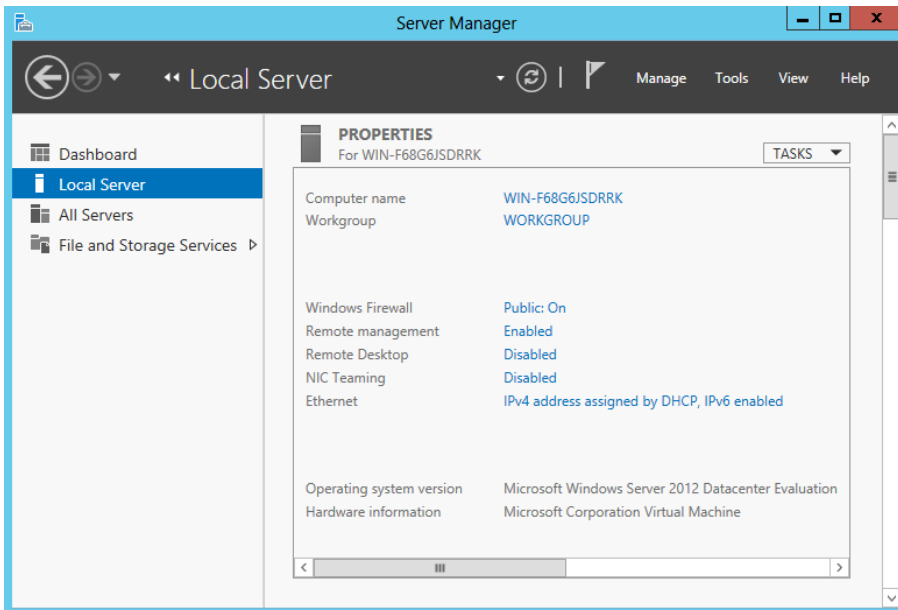 Server Manager
Local Server
Manage Tools View Help
Dashboard
Local Server
All Servers
File and Storage Services
PROPERTIES
For WIN-F68G6JSDRRK
TASKS
Computer name WIN-F68G6JSDRRK
Workgroup WORKGROUP
Windows Firewall Public: On
Remote management Enabled
Remote Desktop Disabled
NIC Teaming Disabled
Ethernet IPv4 address assigned by DHCP, IPv6 enabled
Operating system version Microsoft Windows Server 2012 Datacenter Evaluation
Hardware information Microsoft Corporation Virtual Machine